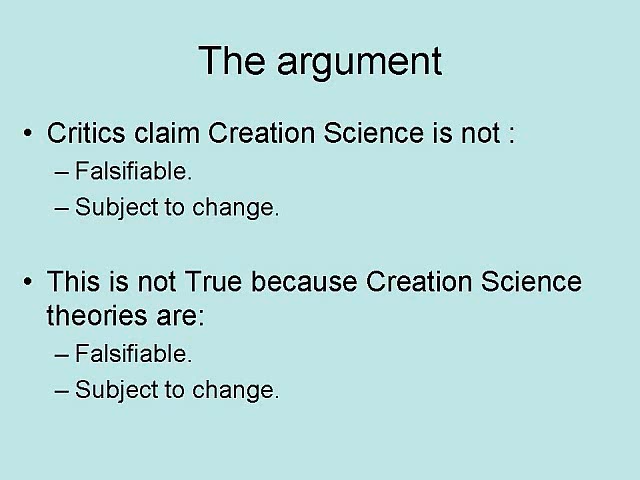 The argument
• Critics claim Creation Science is not :
– Falsifiable.
– Subject to change.
• This is not True because Creation Science
theories are:
– Falsifiable.
– Subject to change.